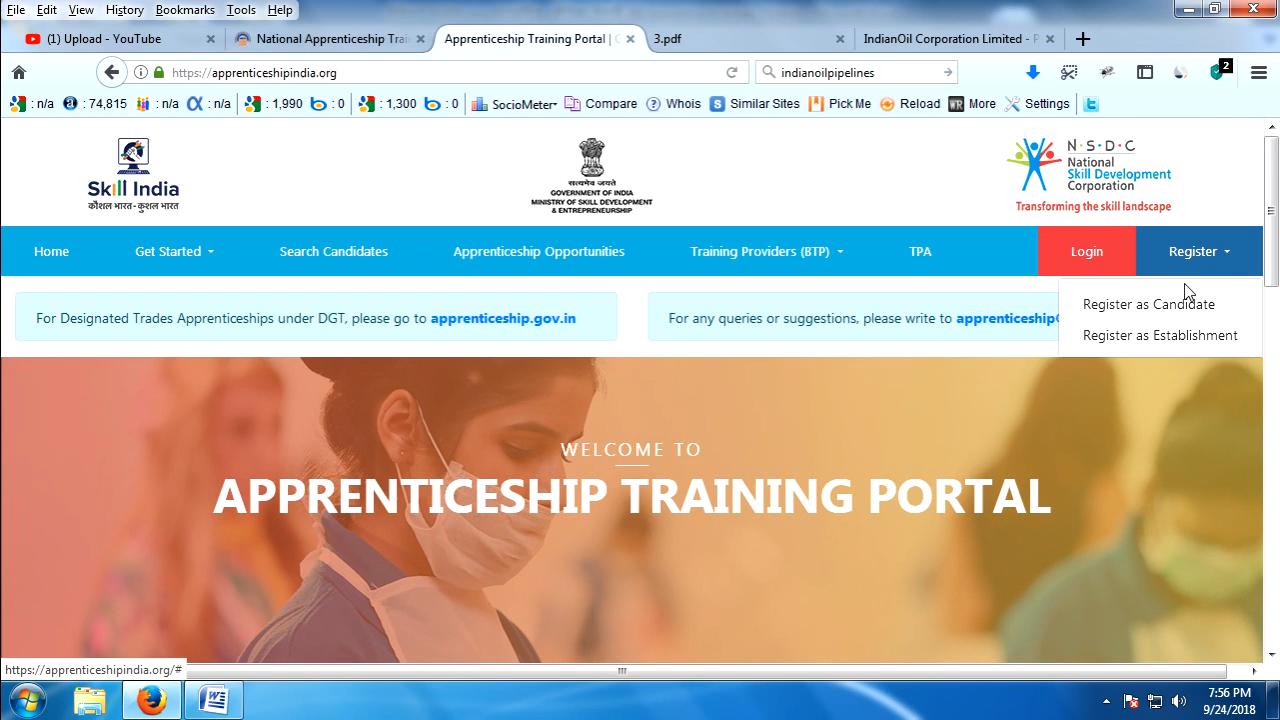 File Edit View History Bookmarks Tools Help
(1) Upload - YouTube
National Apprenticeship Trai
Apprenticeship Training Portal |
3.pdf
IndianOil Corporation Limited - P
https://apprenticeshipindia.org
indianoilpipelines
2
: n/a : 74,815 : n/a : n/a : 1,990 : 0 : 1,300 : 0 SocioMeter Compare Whois Similar Sites Pick Me Reload WR More Settings
Skill India
कौशल भारत - कुशल भारत
सत्यमेव जयते
GOVERNMENT OF INDIA
MINISTRY OF SKILL DEVELOPMENT
& ENTREPRENEURSHIP
N·S·D·C
National
Skill Development
Corporation
Transforming the skill landscape
Home Get Started Search Candidates Apprenticeship Opportunities Training Providers (BTP) TPA Login Register
Register as Candidate
Register as Establishment
For Designated Trades Apprenticeships under DGT, please go to apprenticeship.gov.in
For any queries or suggestions, please write to apprenticeship
WELCOME TO
APPRENTICESHIP TRAINING PORTAL
https://apprenticeshipindia.org/#
7:56 PM
9/24/2018